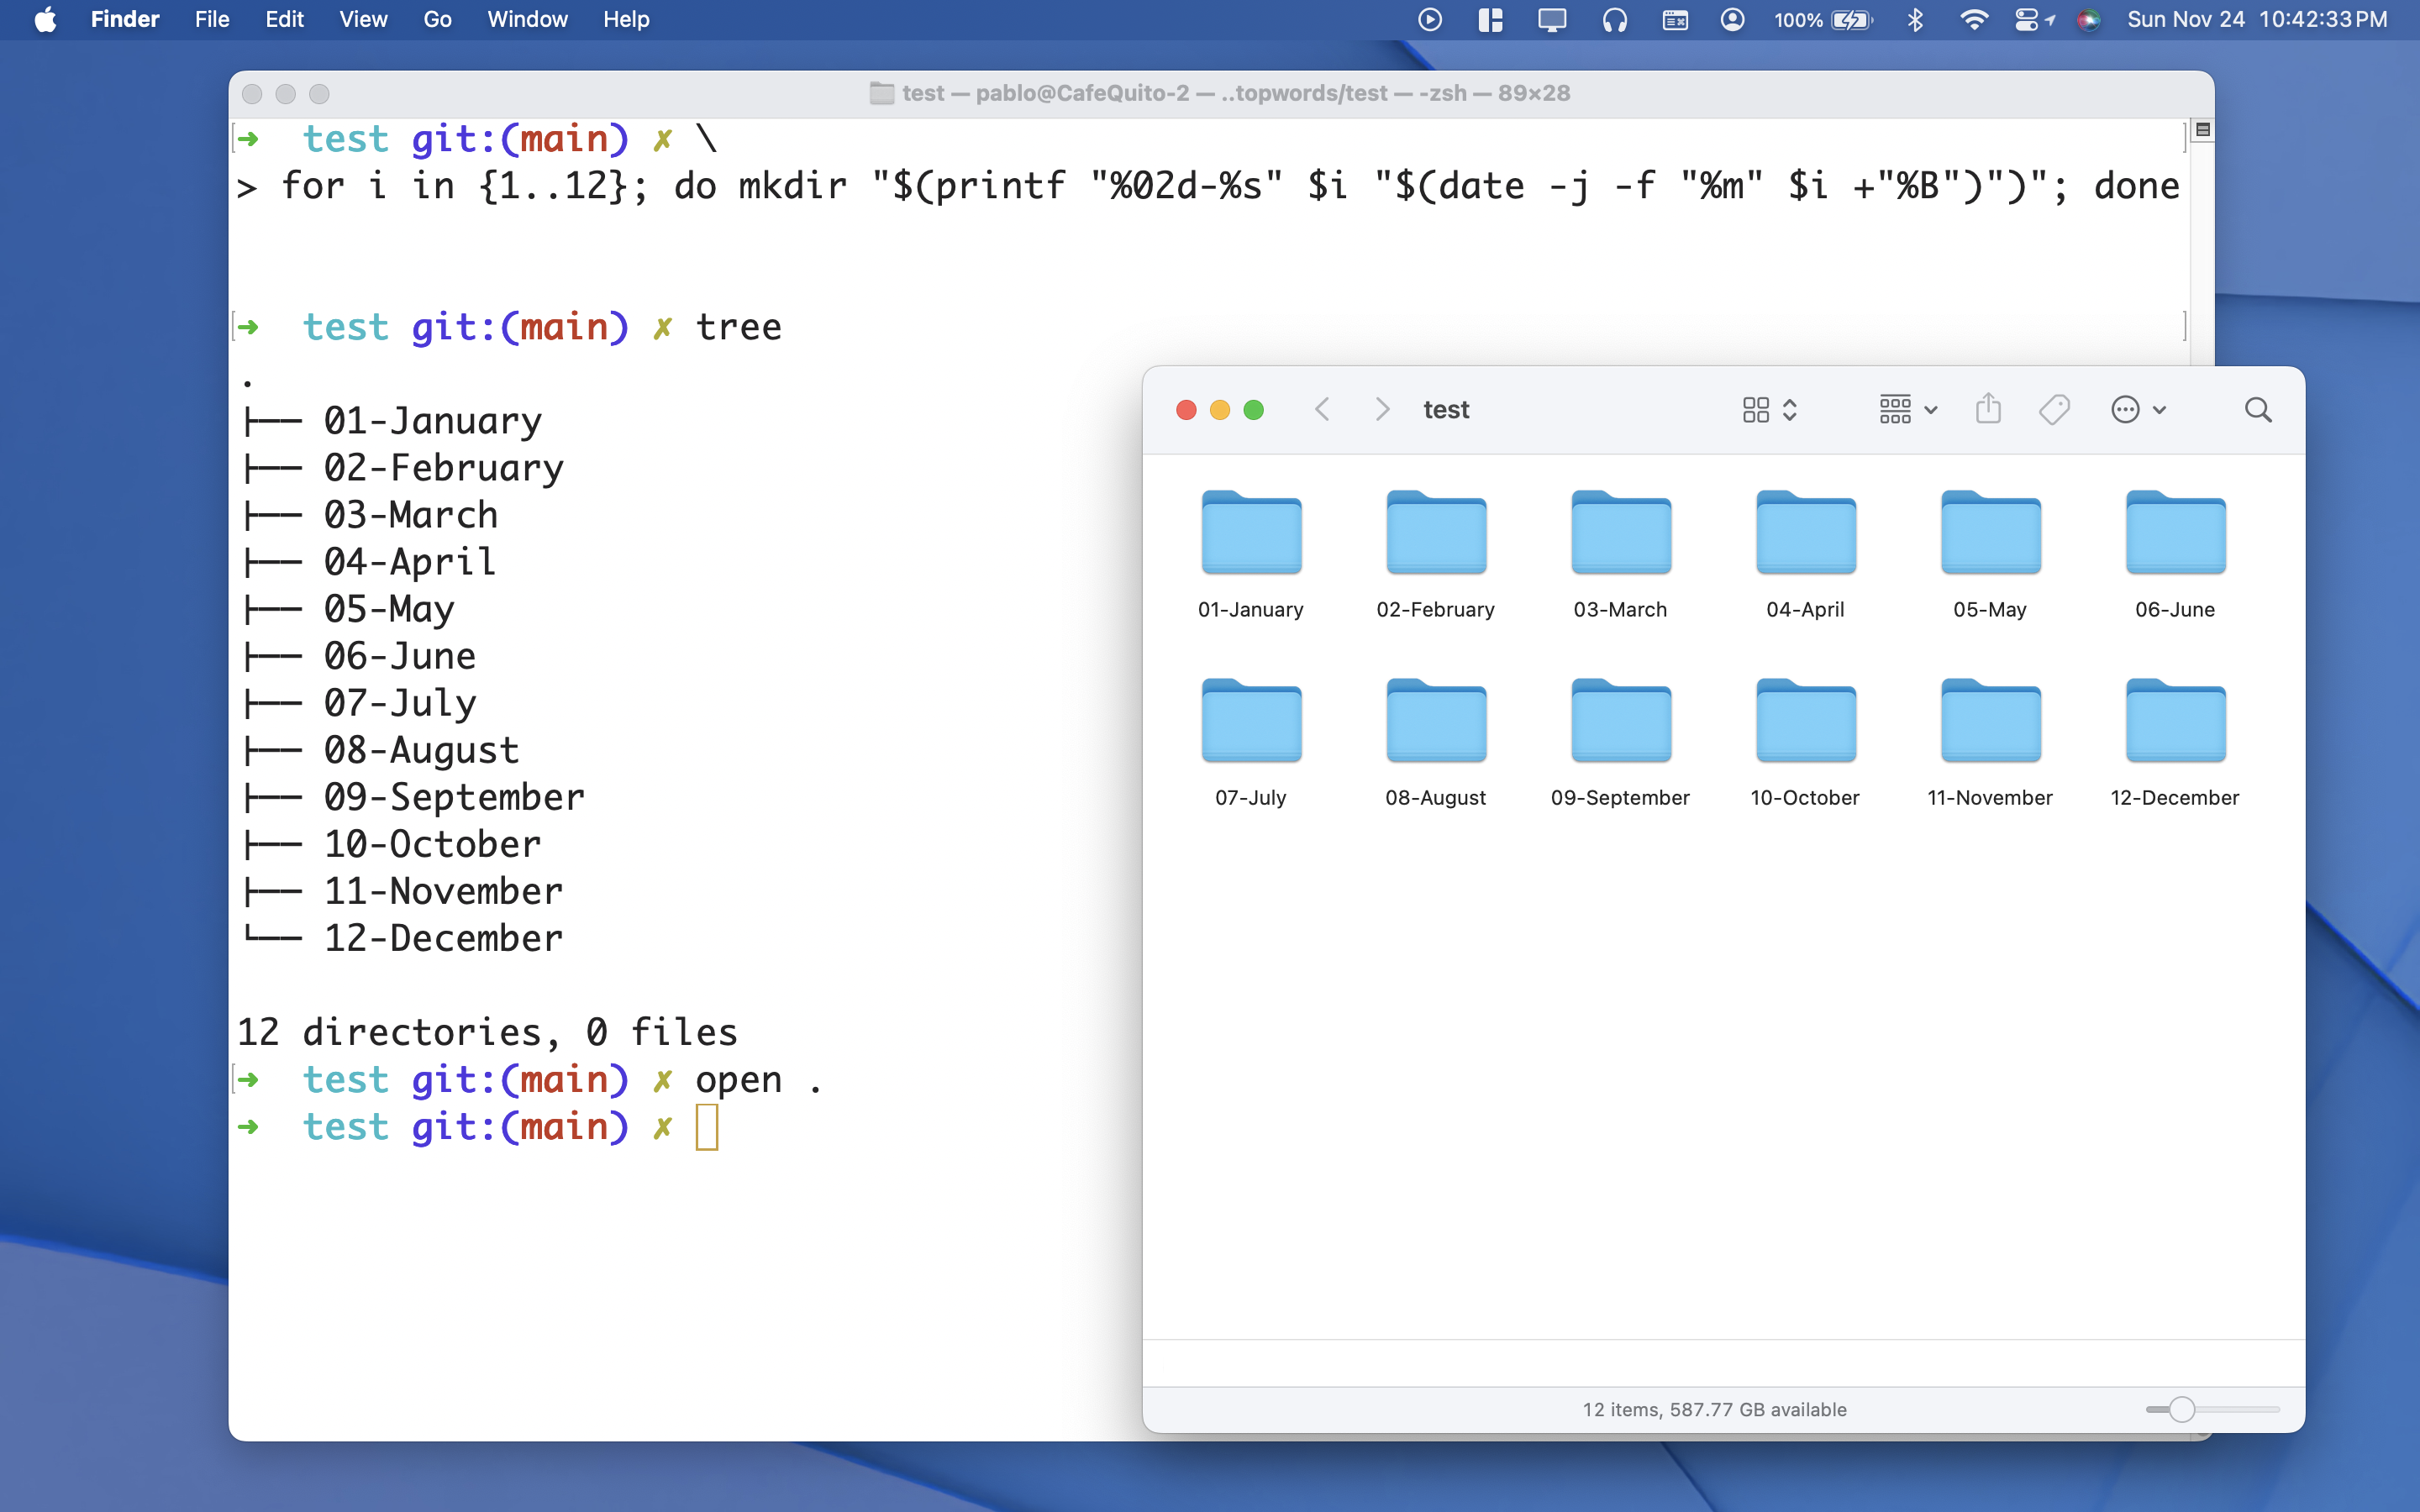 Finder File Edit View Go Window Help 100% Sun Nov 24 10:42:33 PM
test — pablo@CafeQuito-2 — ..topwords/test — -zsh — 89×28
➜ test git:(main) ✗ \
> for i in {1..12}; do mkdir "$(printf "%02d-%s" $i "$(date -j -f "%m" $i +"%B")")"; done
➜ test git:(main) ✗ tree
.
├── 01-January
├── 02-February
├── 03-March
├── 04-April
├── 05-May
├── 06-June
├── 07-July
├── 08-August
├── 09-September
├── 10-October
├── 11-November
└── 12-December
12 directories, 0 files
➜ test git:(main) ✗ open .
➜ test git:(main) ✗
test
01-January 02-February 03-March 04-April 05-May 06-June
07-July 08-August 09-September 10-October 11-November 12-December
12 items, 587.77 GB available